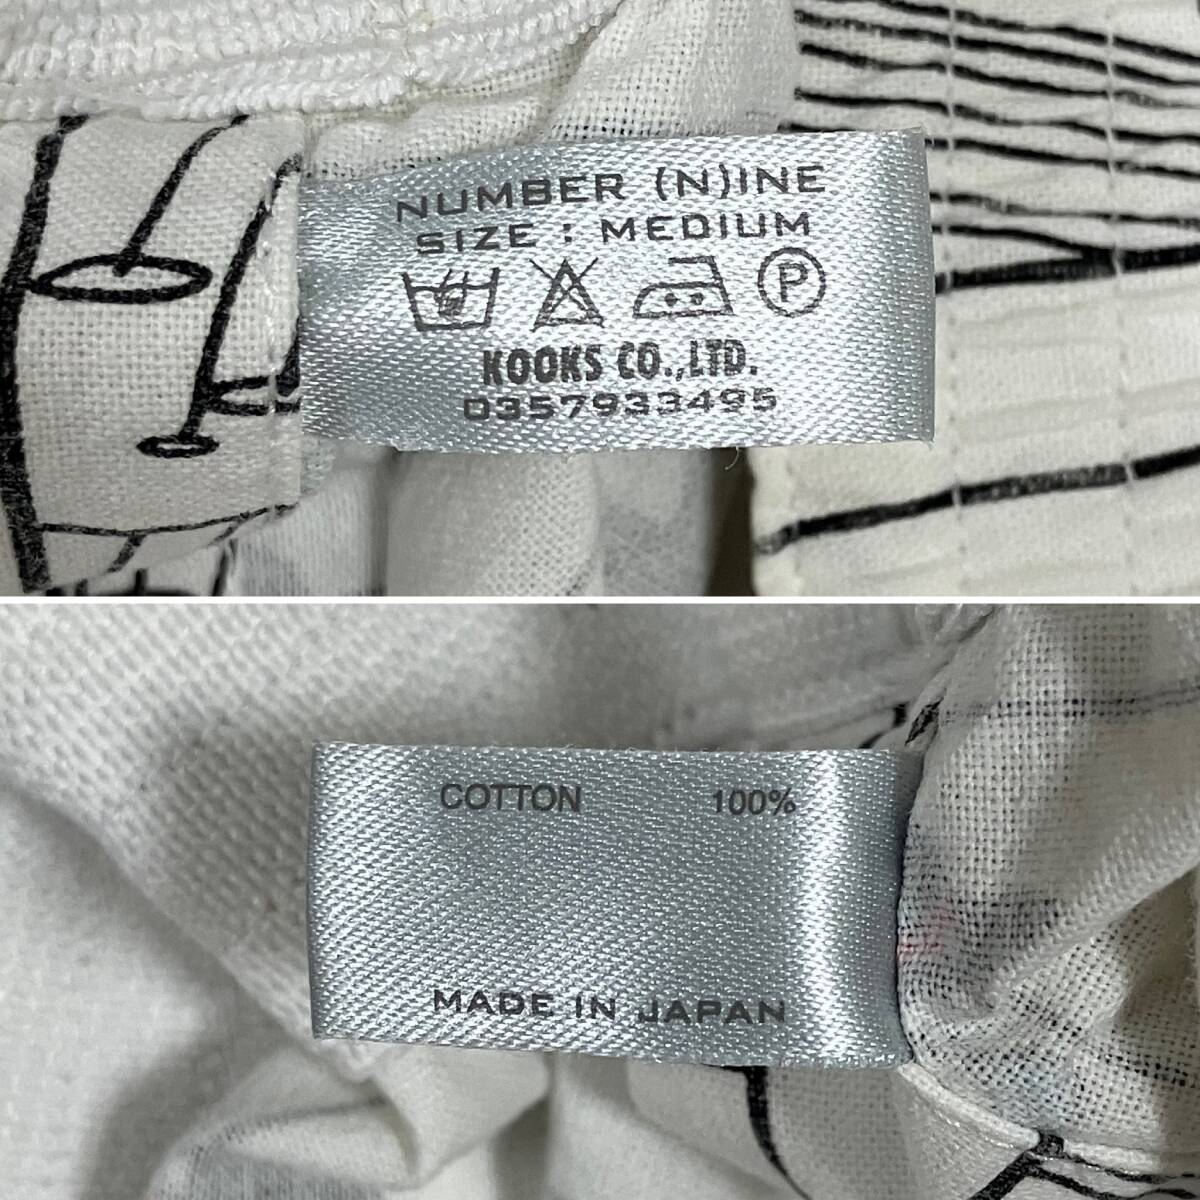 NUMBER (N)INE
SIZE : MEDIUM
P
KOOKS CO.,LTD.
0357933495
COTTON 100%
MADE IN JAPAN